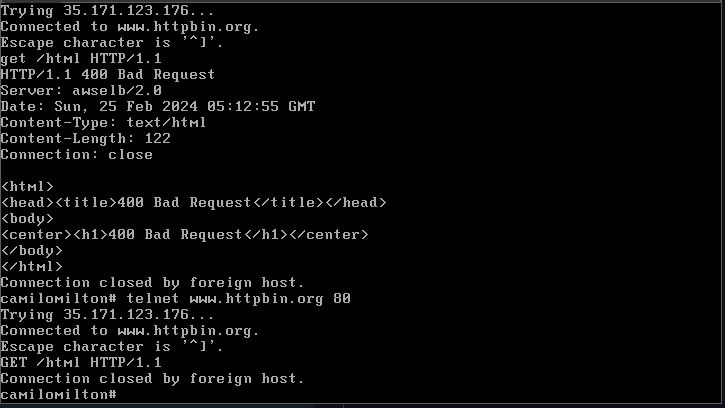 Trying 35.171.123.176...
Connected to www.httpbin.org.
Escape character is '^]'.
get /html HTTP/1.1
HTTP/1.1 400 Bad Request
Server: awselb/2.0
Date: Sun, 25 Feb 2024 05:12:55 GMT
Content-Type: text/html
Content-Length: 122
Connection: close

<html>
<head><title>400 Bad Request</title></head>
<body>
<center><h1>400 Bad Request</h1></center>
</body>
</html>
Connection closed by foreign host.
camilomilton# telnet www.httpbin.org 80
Trying 35.171.123.176...
Connected to www.httpbin.org.
Escape character is '^]'.
GET /html HTTP/1.1
Connection closed by foreign host.
camilomilton#